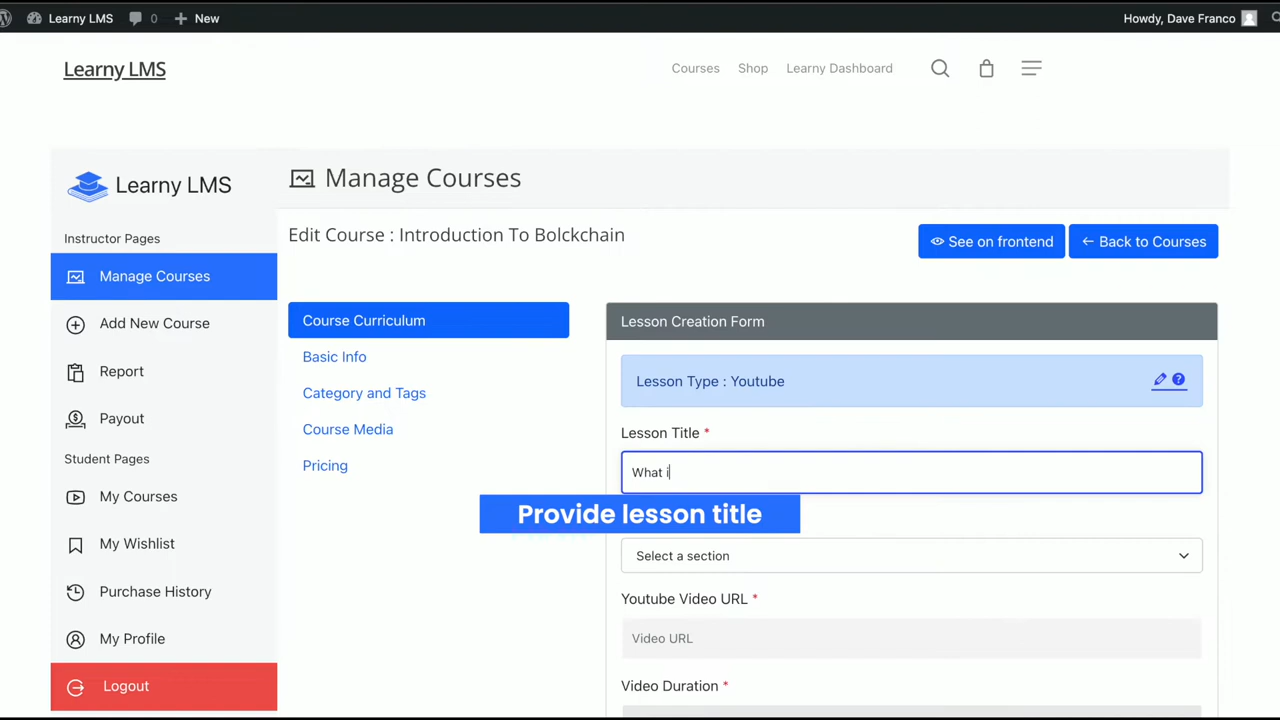 Learny LMS
0
New
Howdy, Dave Franco
Learny LMS
Courses
Shop
Learny Dashboard
Learny LMS
Manage Courses
Instructor Pages
Edit Course : Introduction To Bolckchain
See on frontend
Back to Courses
Manage Courses
Add New Course
Report
Payout
Student Pages
My Courses
My Wishlist
Purchase History
My Profile
Logout
Course Curriculum
Basic Info
Category and Tags
Course Media
Pricing
Lesson Creation Form
Lesson Type : Youtube
Lesson Title *
What i
Provide lesson title
Select a section
Youtube Video URL *
Video URL
Video Duration *